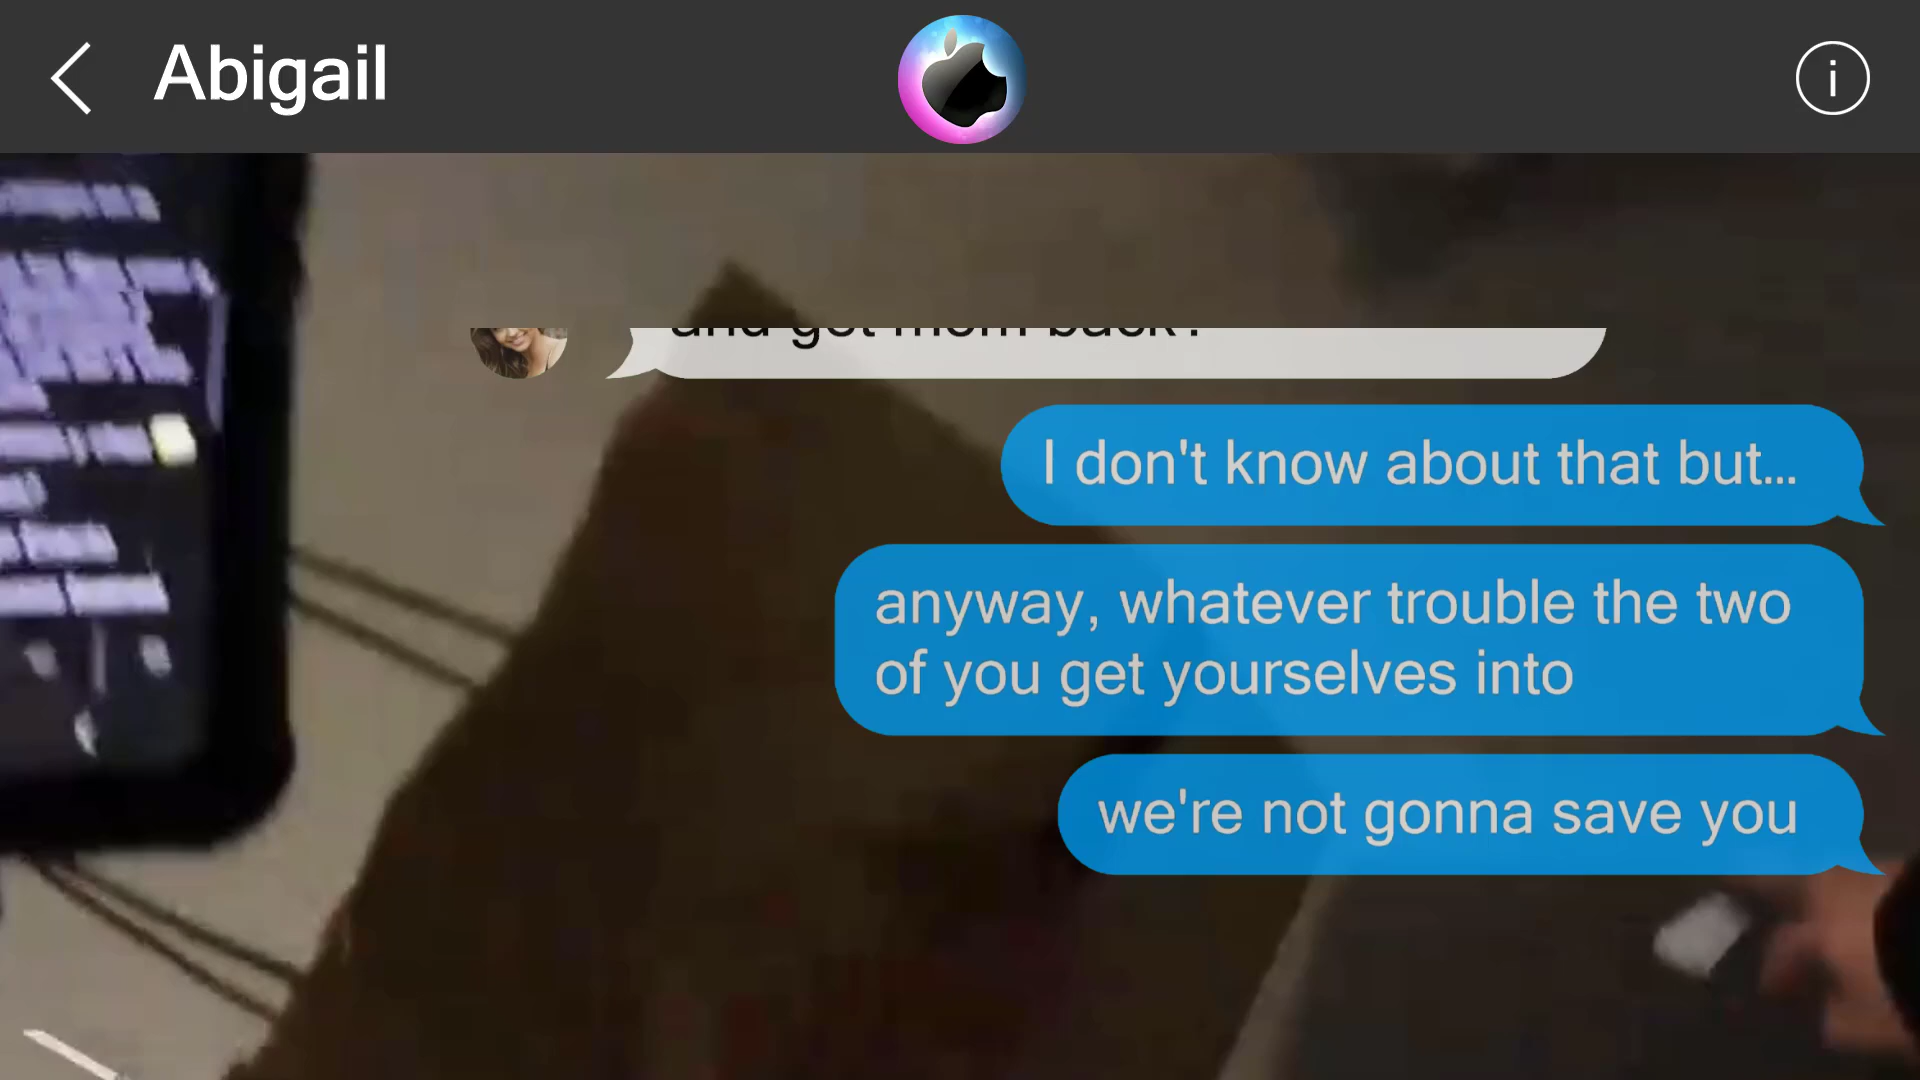 Abigail
and get mom back?
I don't know about that but...
anyway, whatever trouble the two
of you get yourselves into
we're not gonna save you